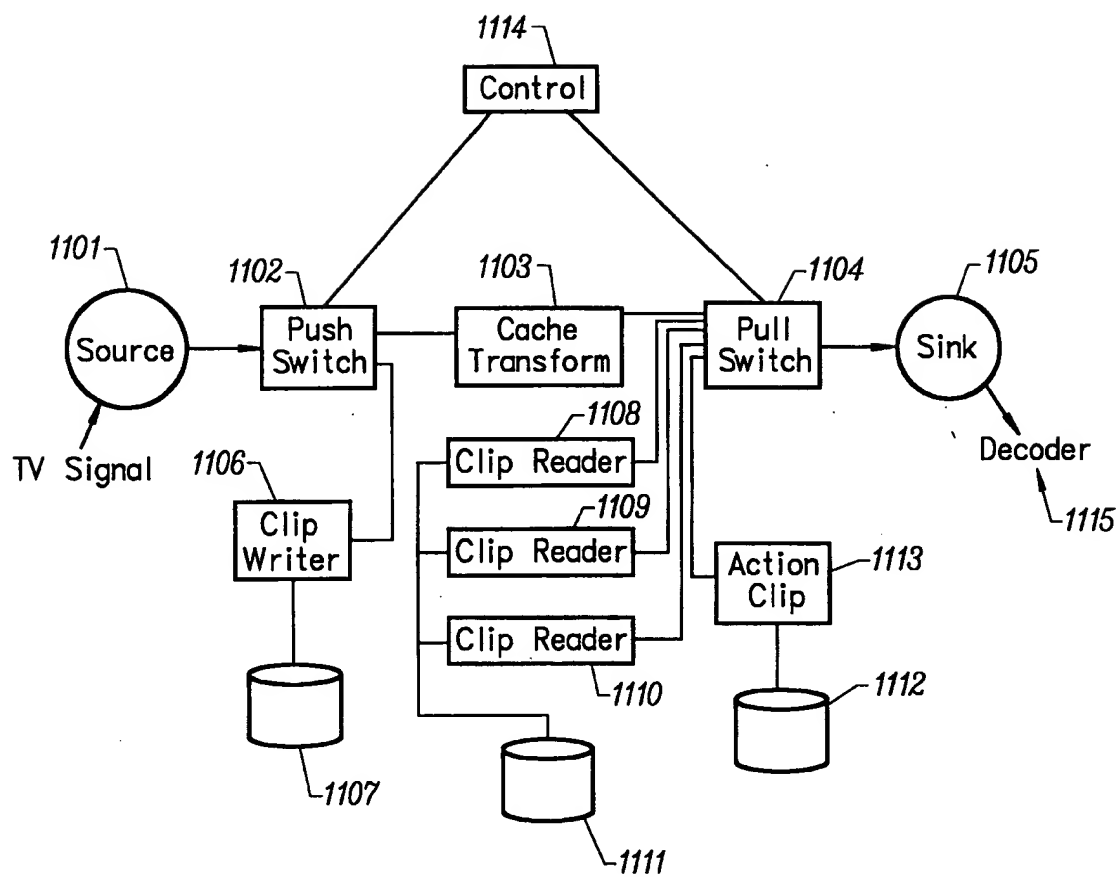 1114
Control
1101
1102
1103
1104
1105
Source
Push
Switch
Cache
Transform
Pull
Switch
Sink
TV Signal
1106
Clip
Writer
1108
Clip Reader
1109
Clip Reader
Clip Reader
1110
Decoder
1115
Action
Clip
1113
1107
1111
1112